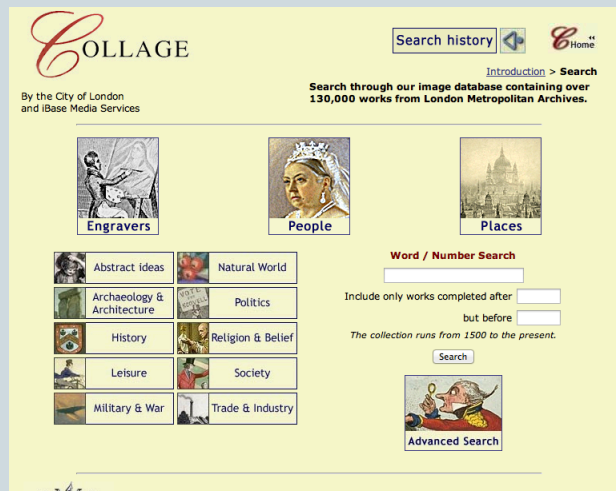 COLLAGE
Search history
Home
Introduction > Search
By the City of London
and iBase Media Services
Search through our image database containing over
130,000 works from London Metropolitan Archives.
Engravers
People
Places
Abstract ideas
Natural World
Archaeology &
Architecture
Politics
History
Religion & Belief
Leisure
Society
Military & War
Trade & Industry
Word / Number Search
Include only works completed after
but before
The collection runs from 1500 to the present.
Search
Advanced Search